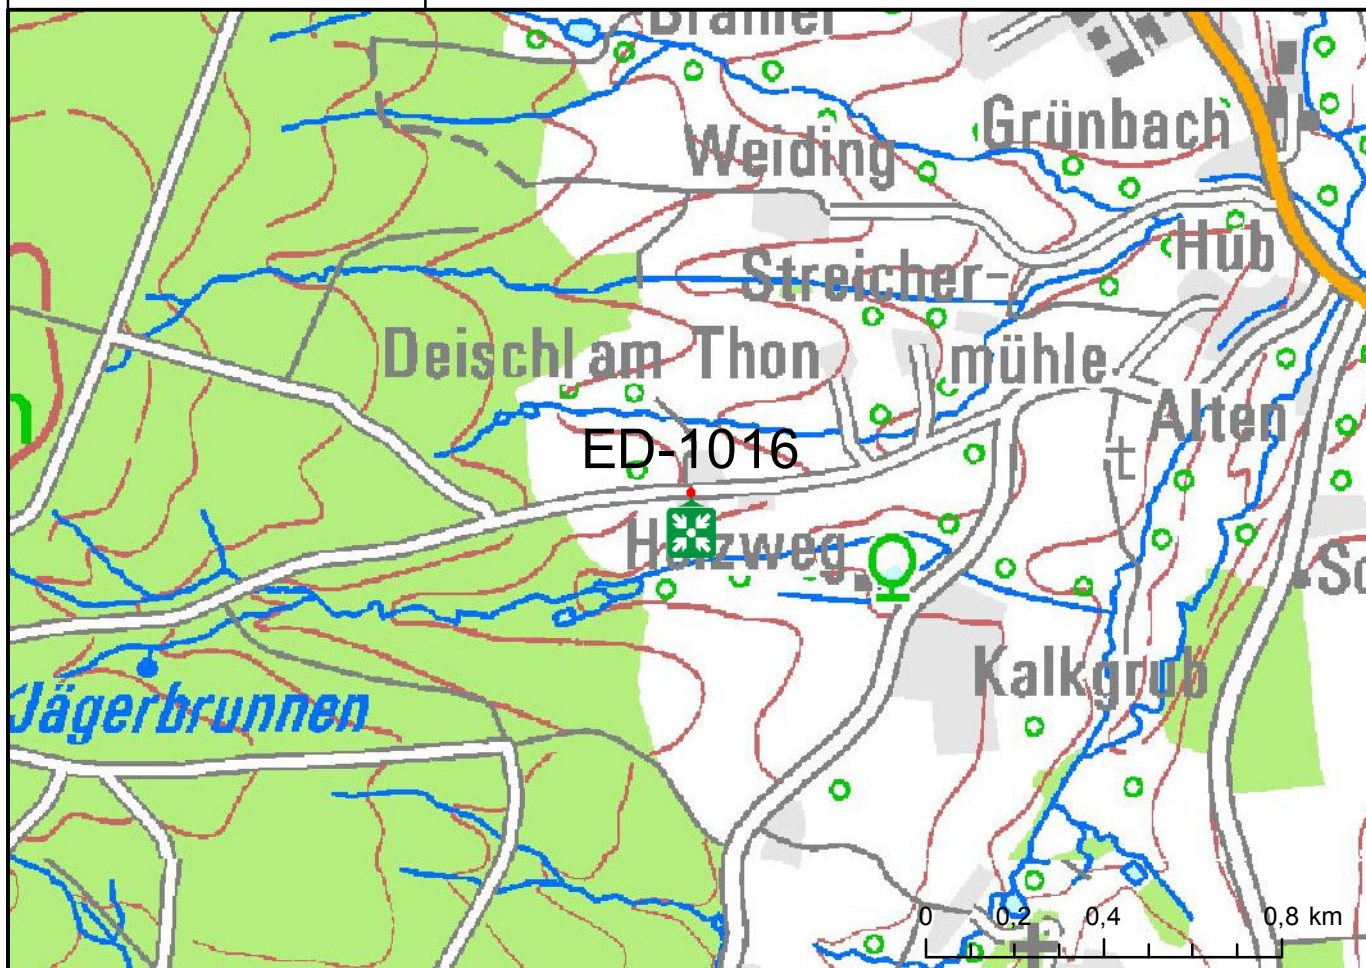 Grünbach
Weiding
Hub
Streicher-
Deischl am Thon
mühle
Alten
ED-1016
Holzweg
Kalkgrub
Jägerbrunnen
0 0,2 0,4 0,8 km